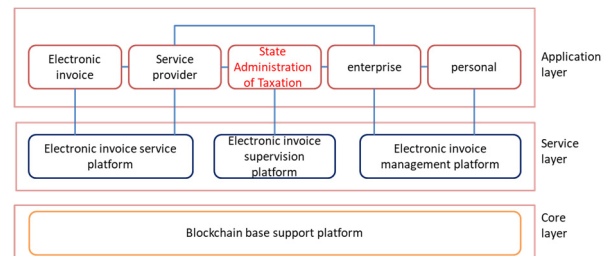 Electronic
invoice
Service
provider
State
Administration
of Taxation
enterprise
personal
Application
layer
Electronic invoice service
platform
Electronic invoice
supervision
platform
Electronic invoice
management platform
Service
layer
Blockchain base support platform
Core
layer